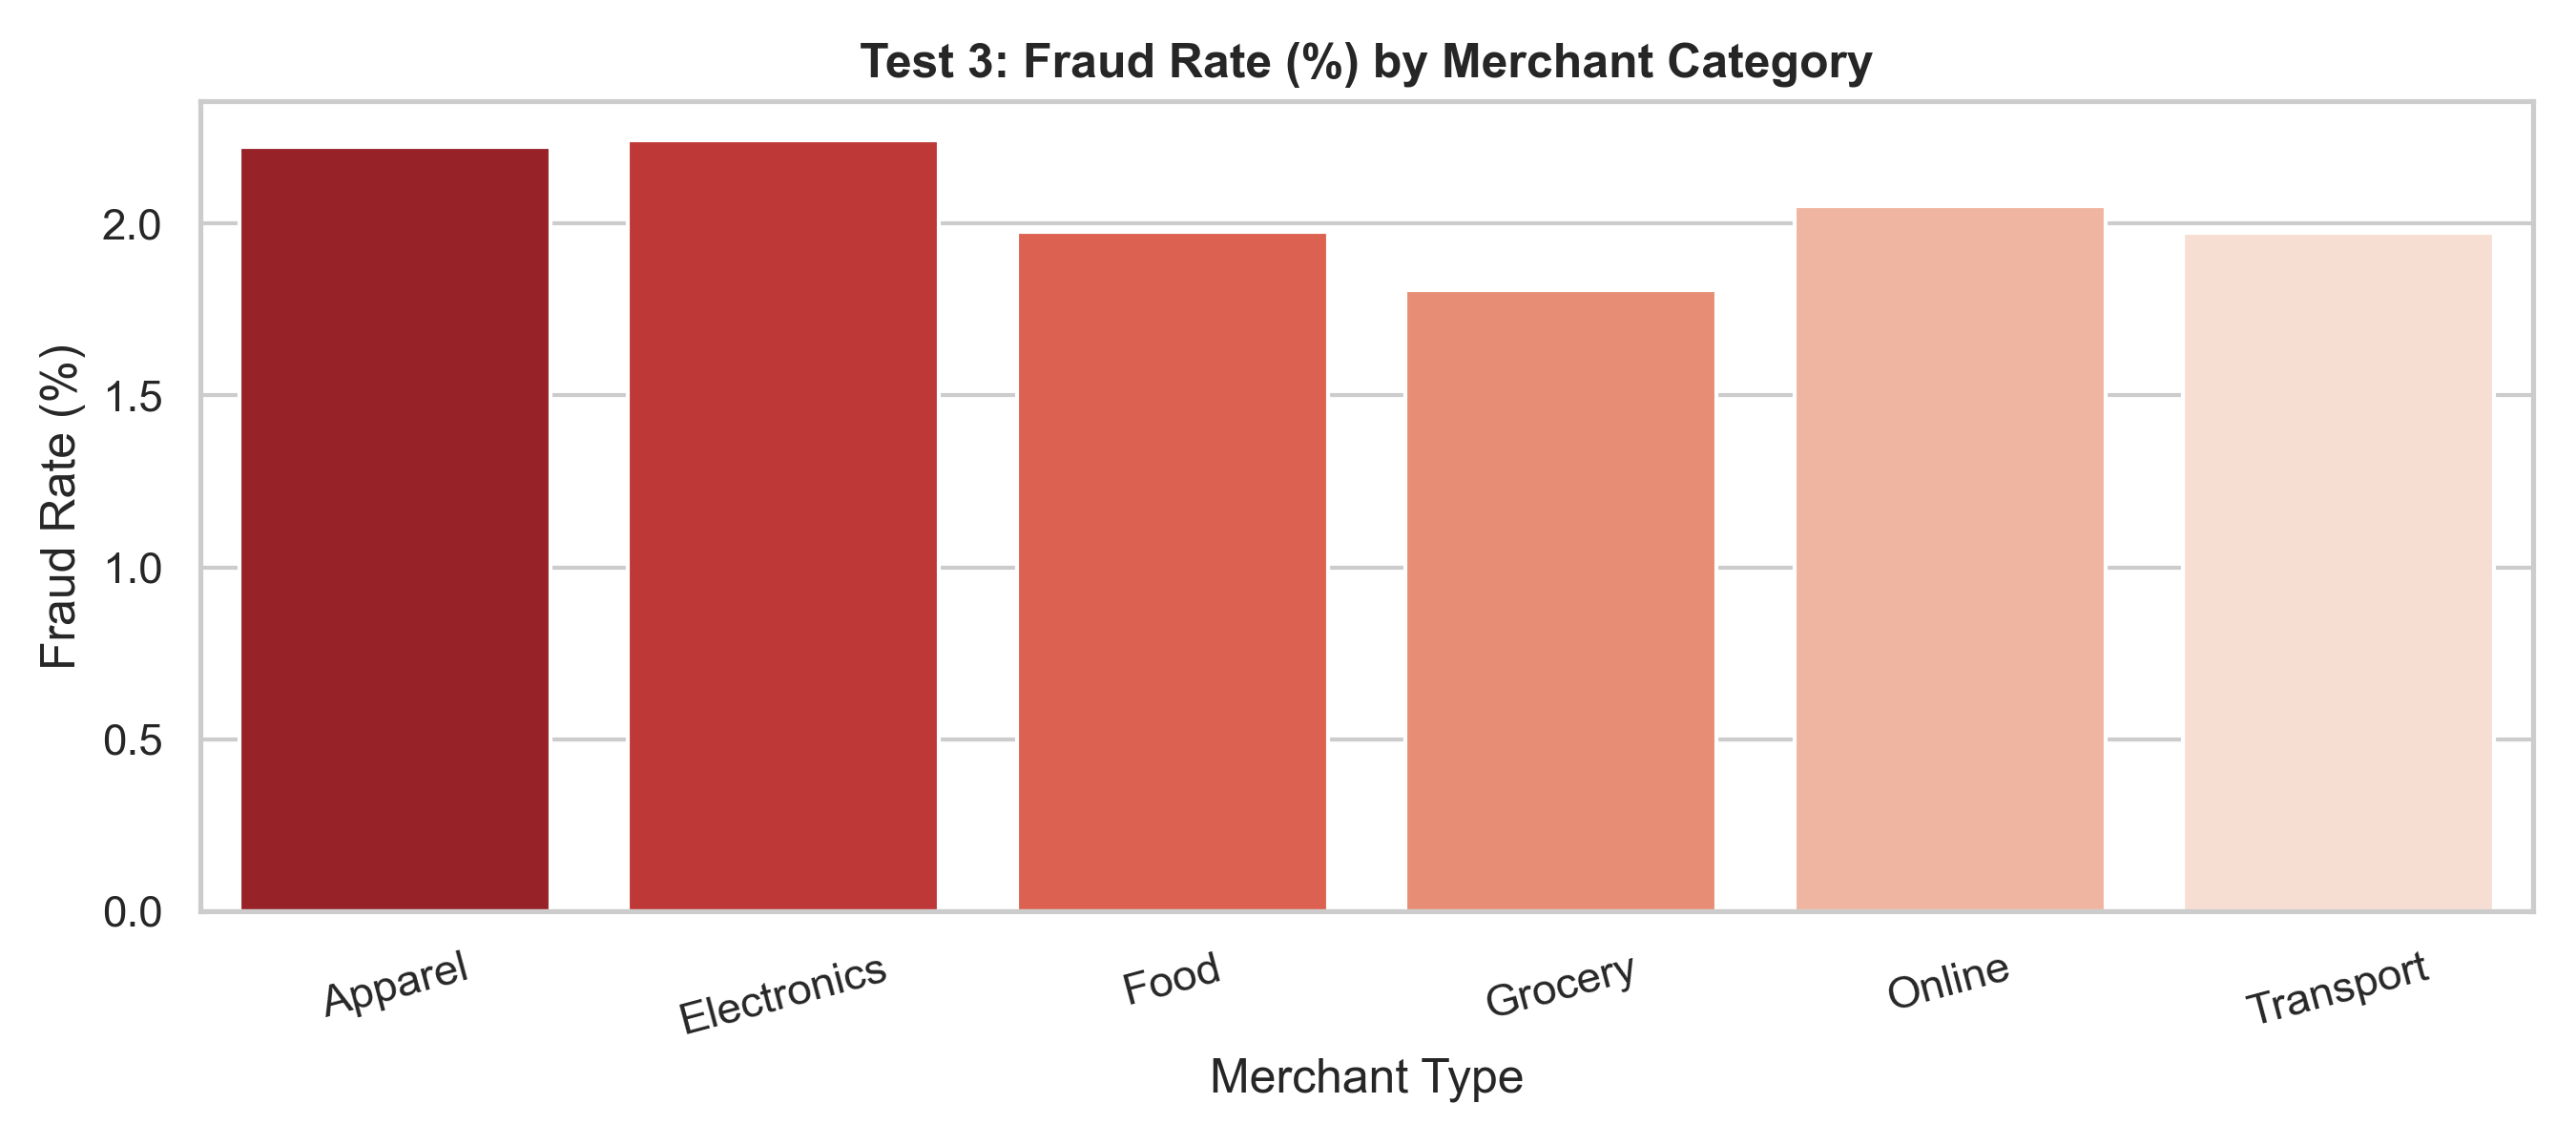 Test 3: Fraud Rate (%) by Merchant Category
Fraud Rate (%)
2.0
1.5
1.0
0.5
0.0
Apparel
Electronics
Food
Grocery
Online
Transport
Merchant Type